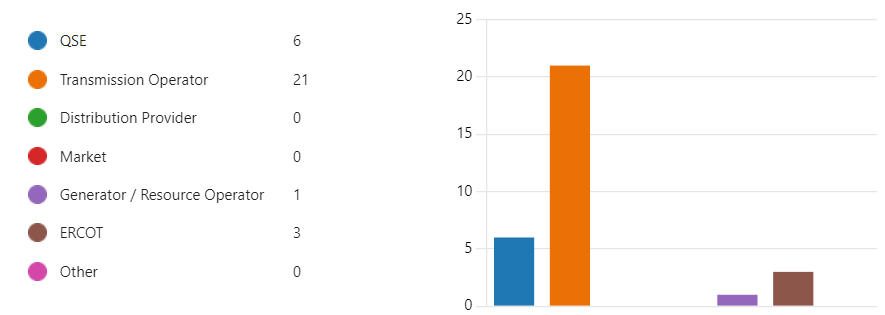 QSE 6
Transmission Operator 21
Distribution Provider 0
Market 0
Generator / Resource Operator 1
ERCOT 3
Other 0
25
20
15
10
5
0